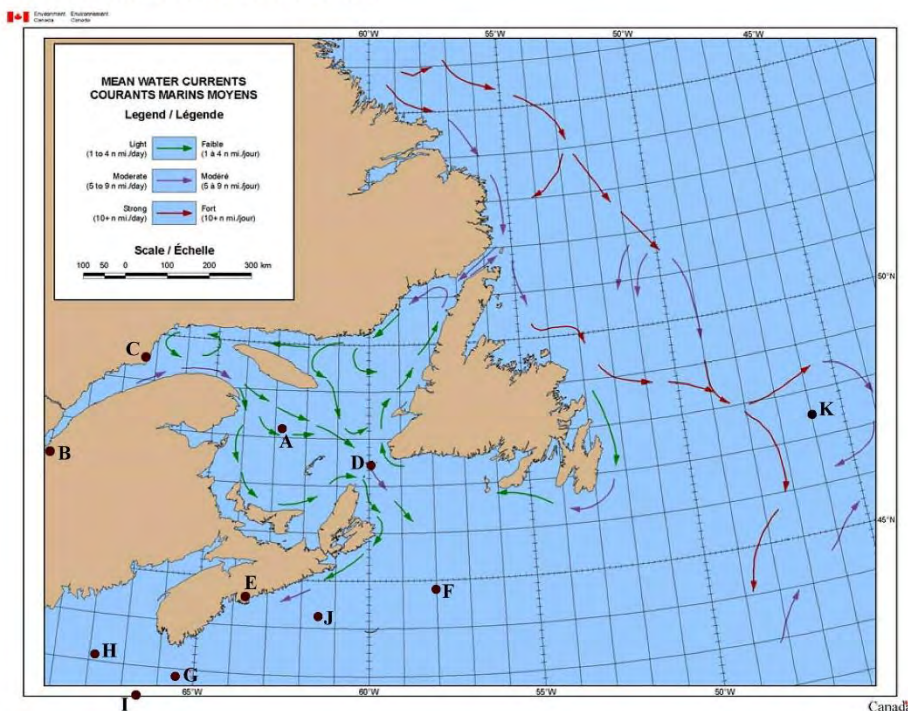 Environment Environnement
Canada Canada
60°W 55°W 50°W 45°W
MEAN WATER CURRENTS
COURANTS MARINS MOYENS
Legend / Légende
Light Faible
(1 to 4 n mi./day) (1 à 4 n mi./jour)
Moderate Modéré
(5 to 9 n mi./day) (5 à 9 n mi./jour)
Strong Fort
(10+ n mi./day) (10+ n mi./jour)
Scale / Échelle
100 50 0 100 200 300 km
50°N
C
K
A
B
D
45°N
E
F
J
H
G
I
65°W 60°W 55°W 50°W
Canada